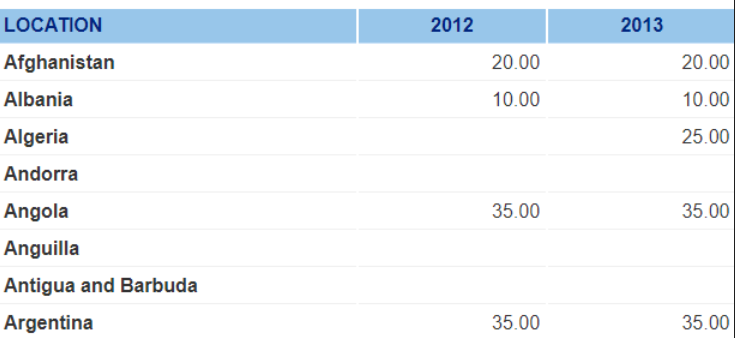 LOCATION 2012 2013
Afghanistan 20.00 20.00
Albania 10.00 10.00
Algeria 25.00
Andorra
Angola 35.00 35.00
Anguilla
Antigua and Barbuda
Argentina 35.00 35.00